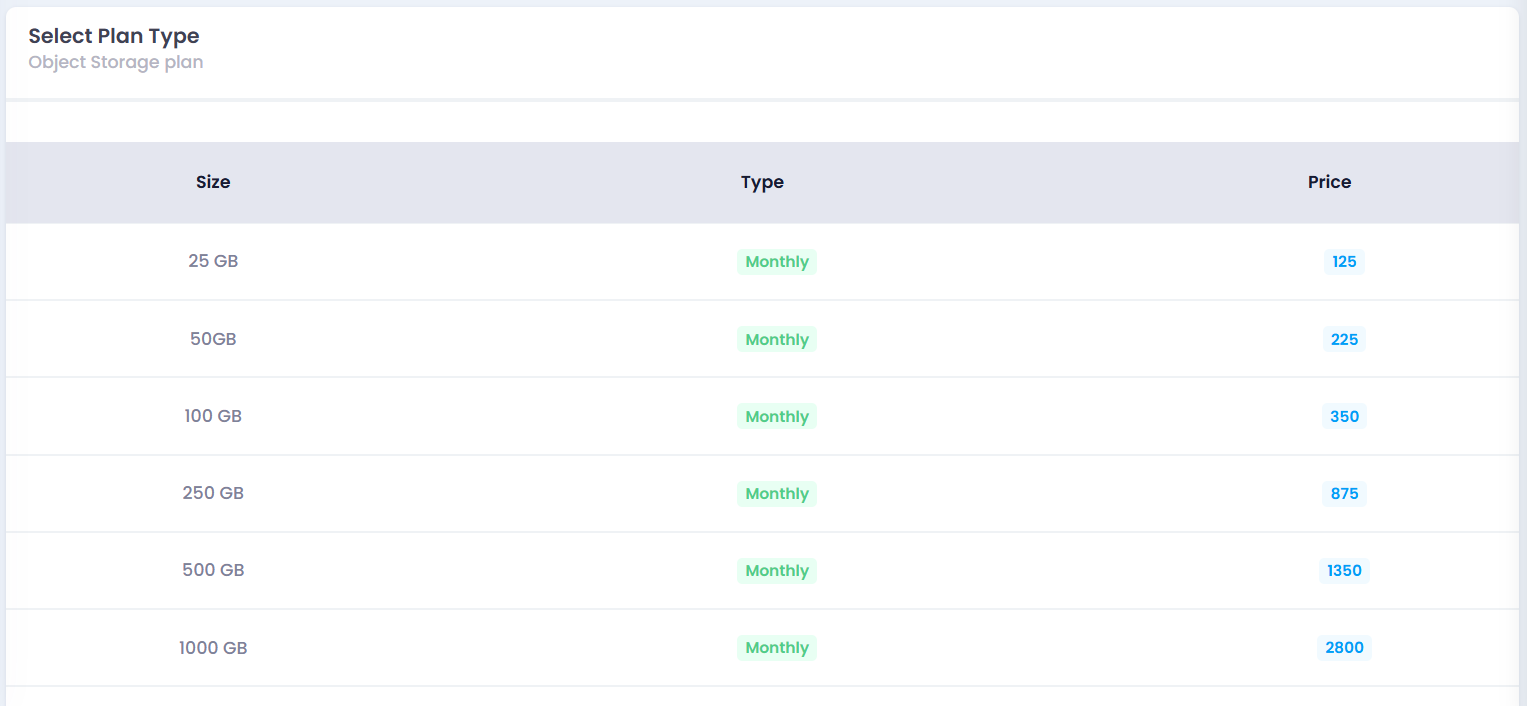 Select Plan Type
Object Storage plan
Size Type Price
25 GB Monthly 125
50GB Monthly 225
100 GB Monthly 350
250 GB Monthly 875
500 GB Monthly 1350
1000 GB Monthly 2800